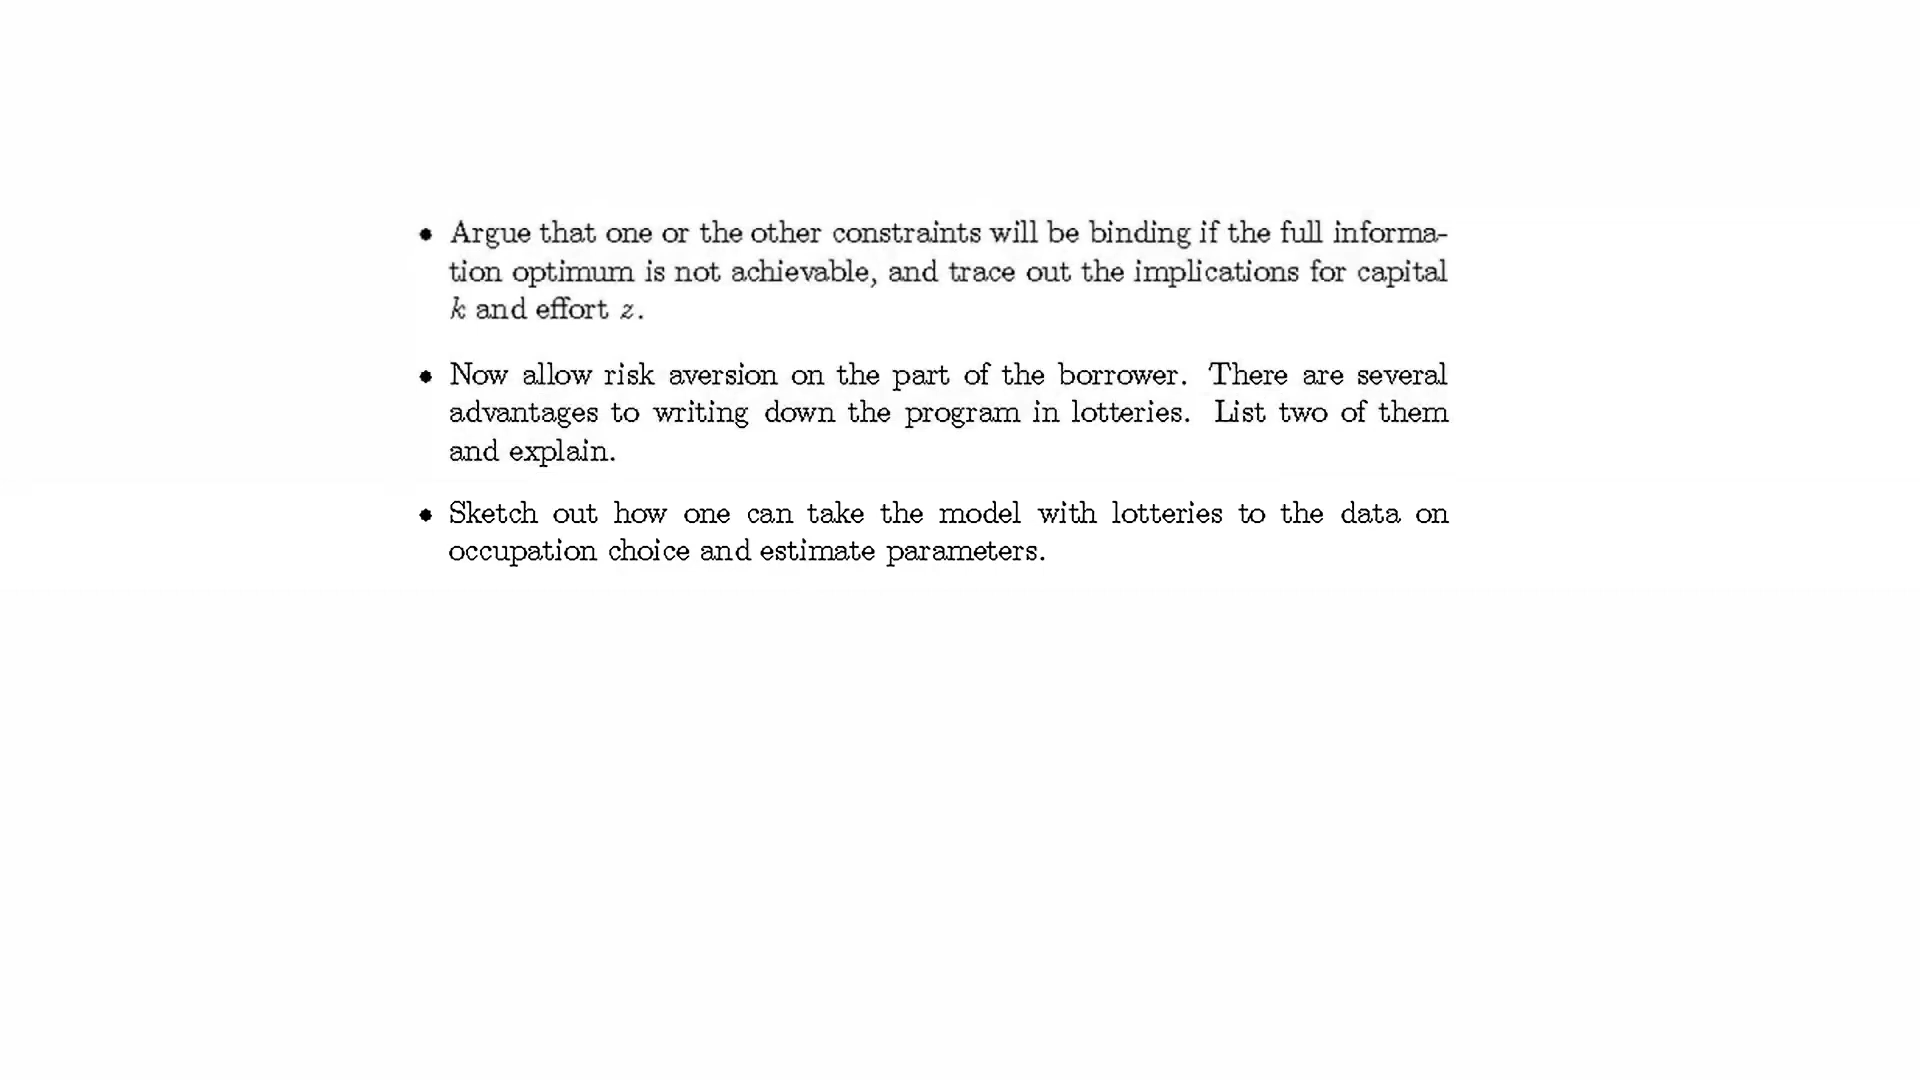 • Argue that one or the other constraints will be binding if the full informa-
tion optimum is not achievable, and trace out the implications for capital
k and effort z.
• Now allow risk aversion on the part of the borrower. There are several
advantages to writing down the program in lotteries. List two of them
and explain.
• Sketch out how one can take the model with lotteries to the data on
occupation choice and estimate parameters.